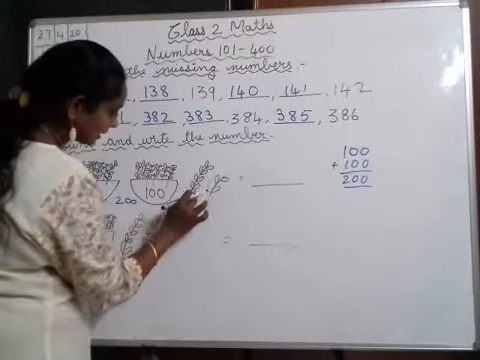 27 4 20
Class 2 Maths
Numbers 101-400
the missing numbers:-
138, 139, 140, 141, 142
382, 383, 384, 385, 386
and write the number.
100
+ 100
200
100 =
200
=